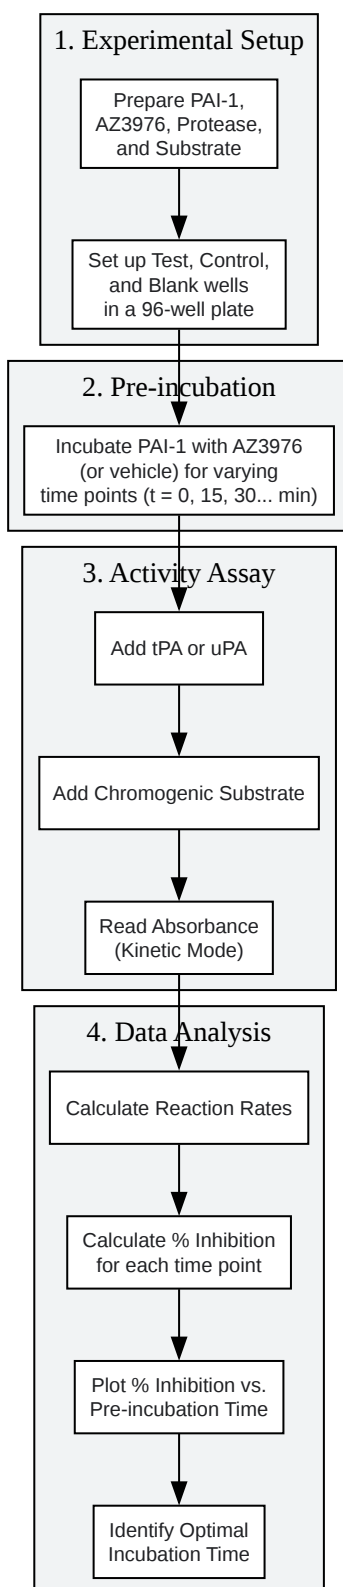 1. Experimental Setup
Prepare PAI-1,
AZ3976, Protease,
and Substrate
Set up Test, Control,
and Blank wells
in a 96-well plate
2. Pre-incubation
Incubate PAI-1 with AZ3976
(or vehicle) for varying
time points (t = 0, 15, 30... min)
3. Activity Assay
Add tPA or uPA
Add Chromogenic Substrate
Read Absorbance
(Kinetic Mode)
4. Data Analysis
Calculate Reaction Rates
Calculate % Inhibition
for each time point
Plot % Inhibition vs.
Pre-incubation Time
Identify Optimal
Incubation Time